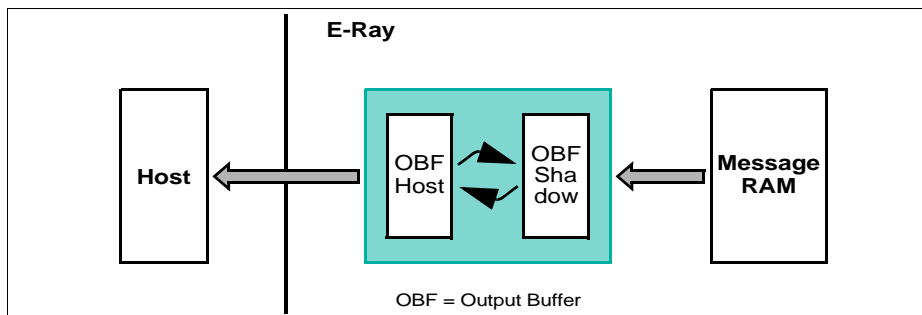 E-Ray
Host
OBF
Host
OBF
Sha
dow
Message
RAM
OBF = Output Buffer